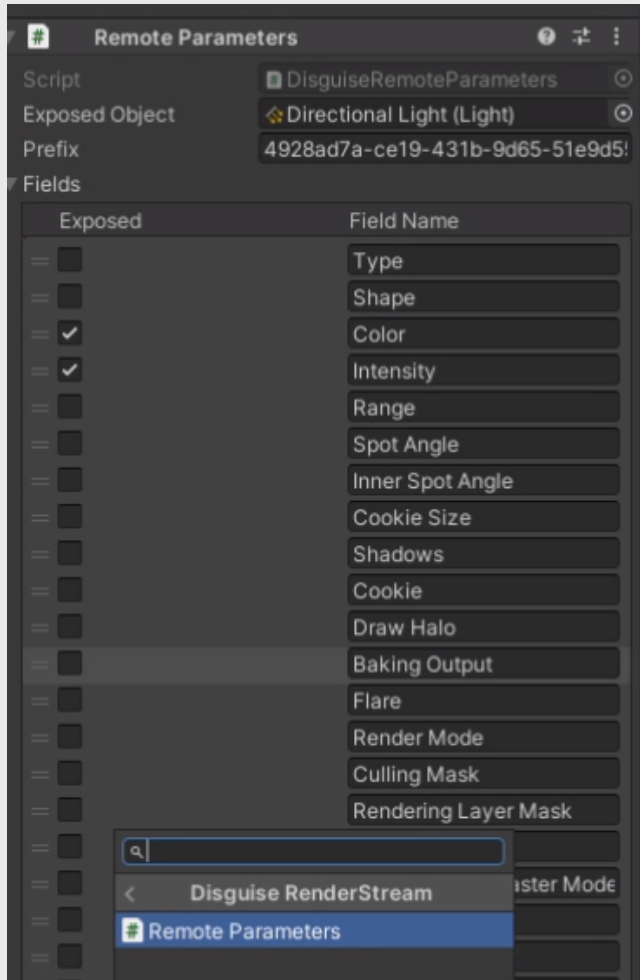 Remote Parameters
Script DisguiseRemoteParameters
Exposed Object Directional Light (Light)
Prefix 4928ad7a-ce19-431b-9d65-51e9d5
Fields
Exposed Field Name
Type
Shape
Color
Intensity
Range
Spot Angle
Inner Spot Angle
Cookie Size
Shadows
Cookie
Draw Halo
Baking Output
Flare
Render Mode
Culling Mask
Rendering Layer Mask
Disguise RenderStream
Mode
Remote Parameters